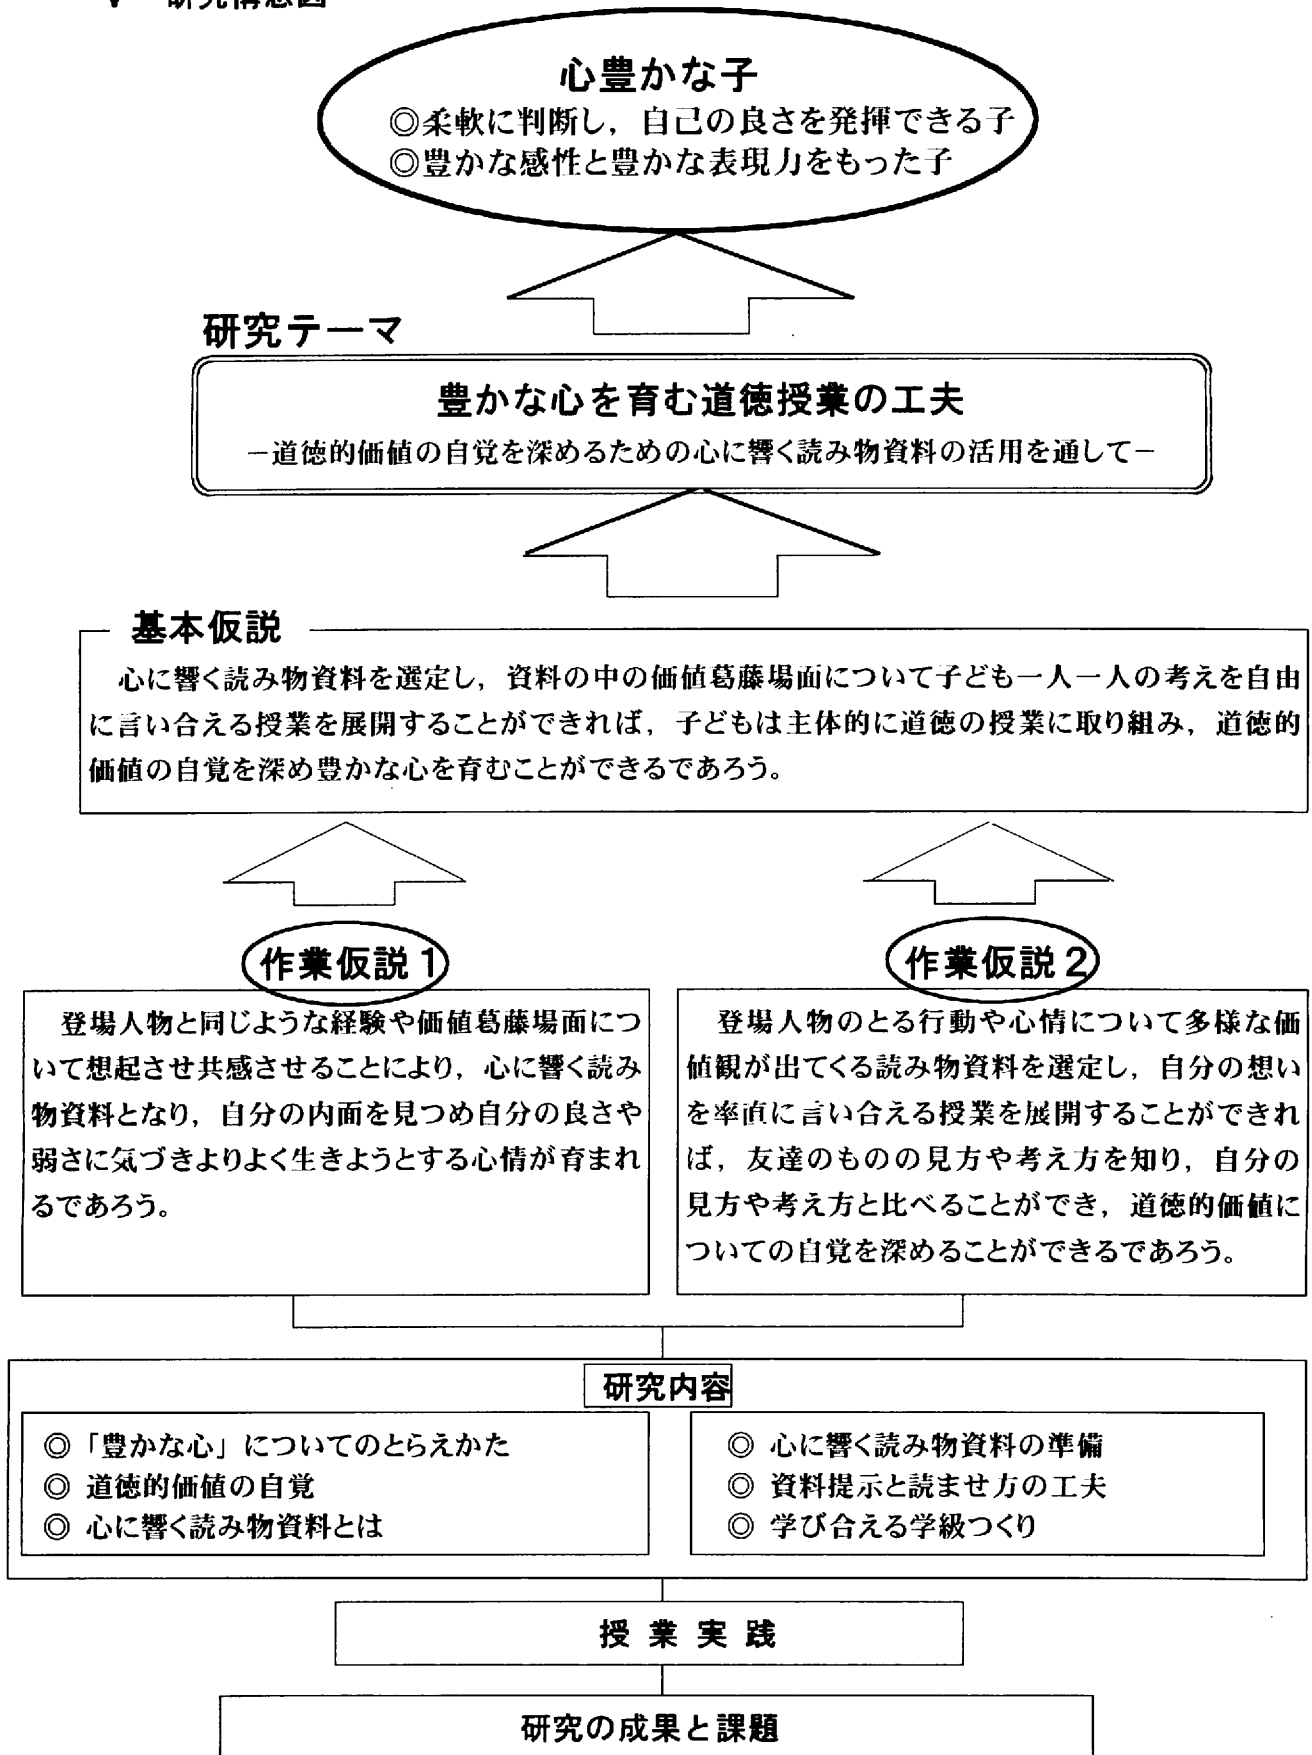 研究構想図
心豊かな子
◎柔軟に判断し，自己の良さを発揮できる子
◎豊かな感性と豊かな表現力をもった子
研究テーマ
豊かな心を育む道徳授業の工夫
－道徳的価値の自覚を深めるための心に響く読み物資料の活用を通して－
基本仮説
心に響く読み物資料を選定し，資料の中の価値葛藤場面について子ども一人一人の考えを自由
に言い合える授業を展開することができれば，子どもは主体的に道徳の授業に取り組み，道徳的
価値の自覚を深め豊かな心を育むことができるであろう。
作業仮説1
登場人物と同じような経験や価値葛藤場面につ
いて想起させ共感させることにより，心に響く読み
物資料となり，自分の内面を見つめ自分の良さや
弱さに気づきよりよく生きようとする心情が育まれ
るであろう。
作業仮説2
登場人物のとる行動や心情について多様な価
値観が出てくる読み物資料を選定し，自分の想い
を率直に言い合える授業を展開することができれ
ば，友達のものの見方や考え方を知り，自分の
見方や考え方と比べることができ，道徳的価値に
ついての自覚を深めることができるであろう。
研究内容
◎「豊かな心」についてのとらえかた
◎ 道徳的価値の自覚
◎ 心に響く読み物資料とは
◎ 心に響く読み物資料の準備
◎ 資料提示と読ませ方の工夫
◎ 学び合える学級つくり
授 業 実 践
研究の成果と課題